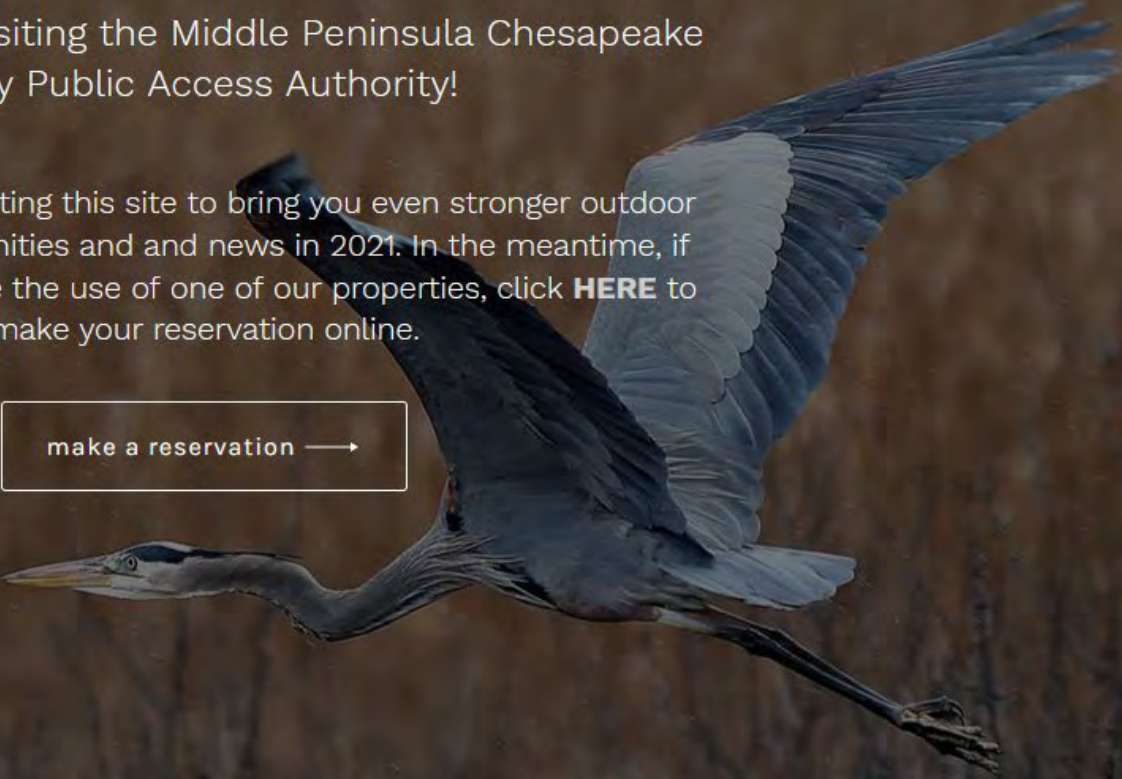 siting the Middle Peninsula Chesapeake
y Public Access Authority!
ting this site to bring you even stronger outdoor
nities and and news in 2021. In the meantime, if
e the use of one of our properties, click HERE to
make your reservation online.
make a reservation